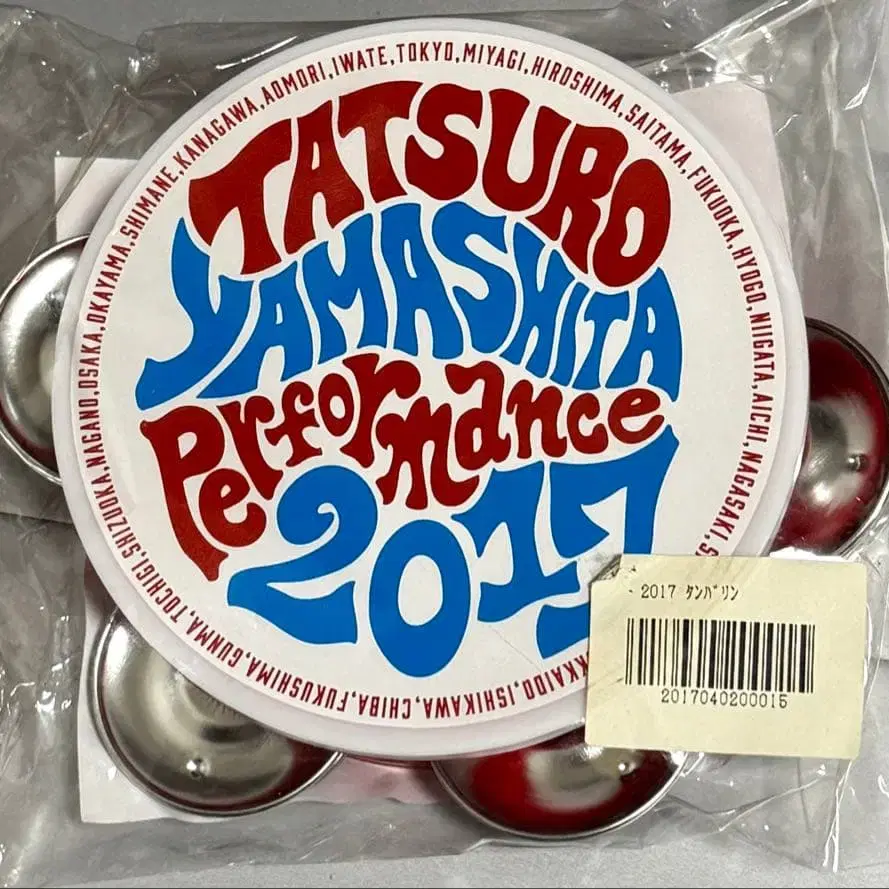 KKAIDO,ISHIKAWA,CHIBA,FUKUSHIMA,GUNMA,TOCHIGI,SHIZUOKA,NAGANO,OSAKA,OKAYAMA,SHIMANE,KANAGAWA,AOMORI,IWATE,TOKYO,MIYAGI,HIROSHIMA,SAITAMA,FUKUOKA,HYOGO,NIIGATA,AICHI,NAGASAKI,
TATSURO
YAMASHITA
Performance
2017
2017 ﾀﾝﾊﾞﾘﾝ
2017040200015